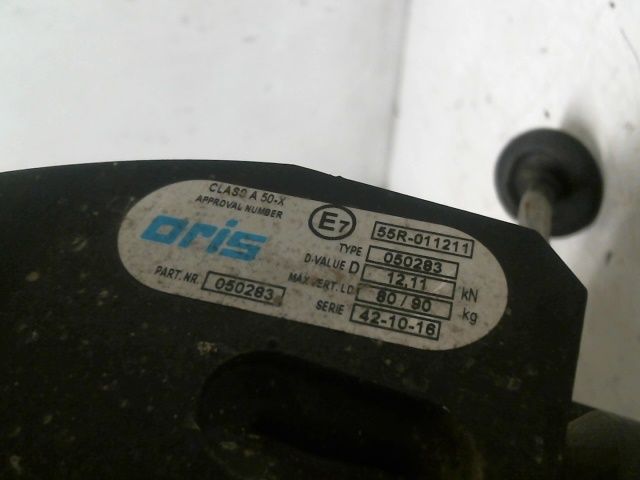 CLASS A 50-X
APPROVAL NUMBER
E7
55R-011211
oris
TYPE 050283
D-VALUE D 12,11 kN
PART. NR. 050283
MAX.VERT. LD. 80 / 90 kg
SERIE 42-10-16